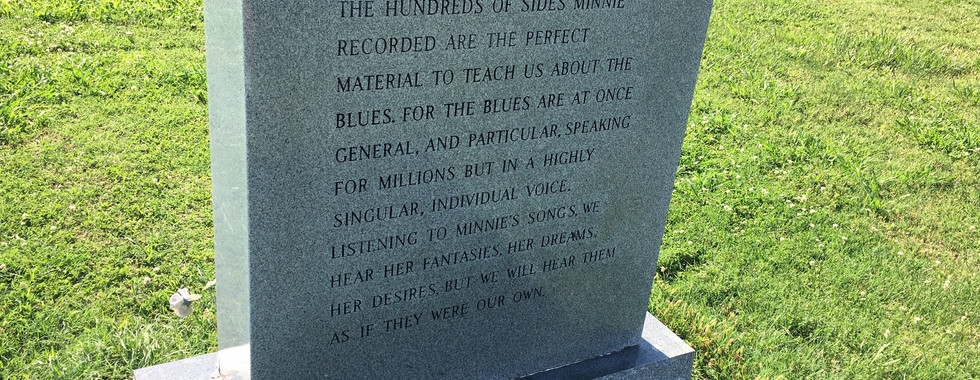 THE HUNDREDS OF SIDES MINNIE
RECORDED ARE THE PERFECT
MATERIAL TO TEACH US ABOUT THE
BLUES. FOR THE BLUES ARE AT ONCE
GENERAL, AND PARTICULAR, SPEAKING
FOR MILLIONS BUT IN A HIGHLY
SINGULAR, INDIVIDUAL VOICE.
LISTENING TO MINNIE'S SONGS, WE
HEAR HER FANTASIES, HER DREAMS,
HER DESIRES, BUT WE WILL HEAR THEM
AS IF THEY WERE OUR OWN.